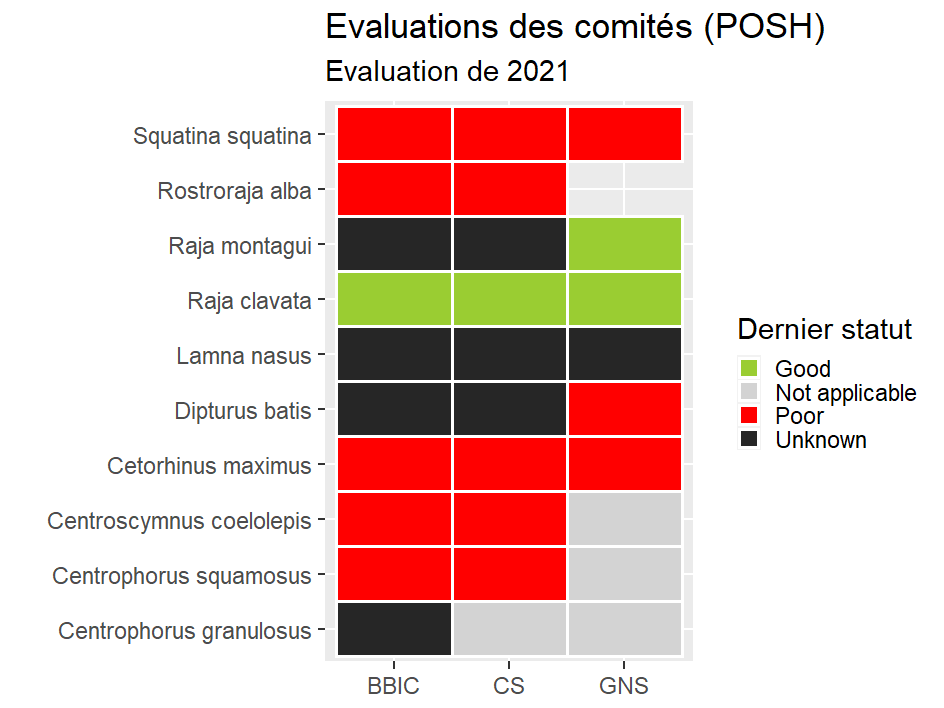 Evaluations des comités (POSH)
Evaluation de 2021
Squatina squatina
Rostroraja alba
Raja montagui
Raja clavata
Lamna nasus
Dipturus batis
Cetorhinus maximus
Centroscymnus coelolepis
Centrophorus squamosus
Centrophorus granulosus
BBIC CS GNS
Dernier statut
Good
Not applicable
Poor
Unknown